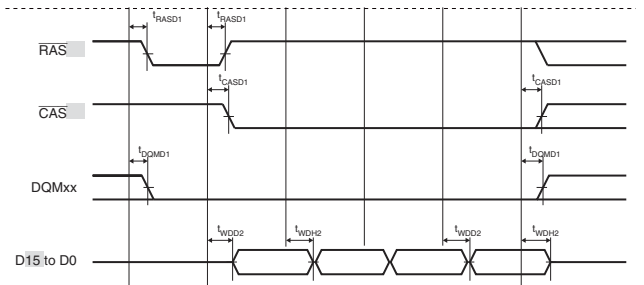 tRASD1 tRASD1
RAS
tCASD1 tCASD1
CAS
tDQMD1 tDQMD1
DQMxx
tWDD2 tWDH2 tWDD2 tWDH2
D15 to D0